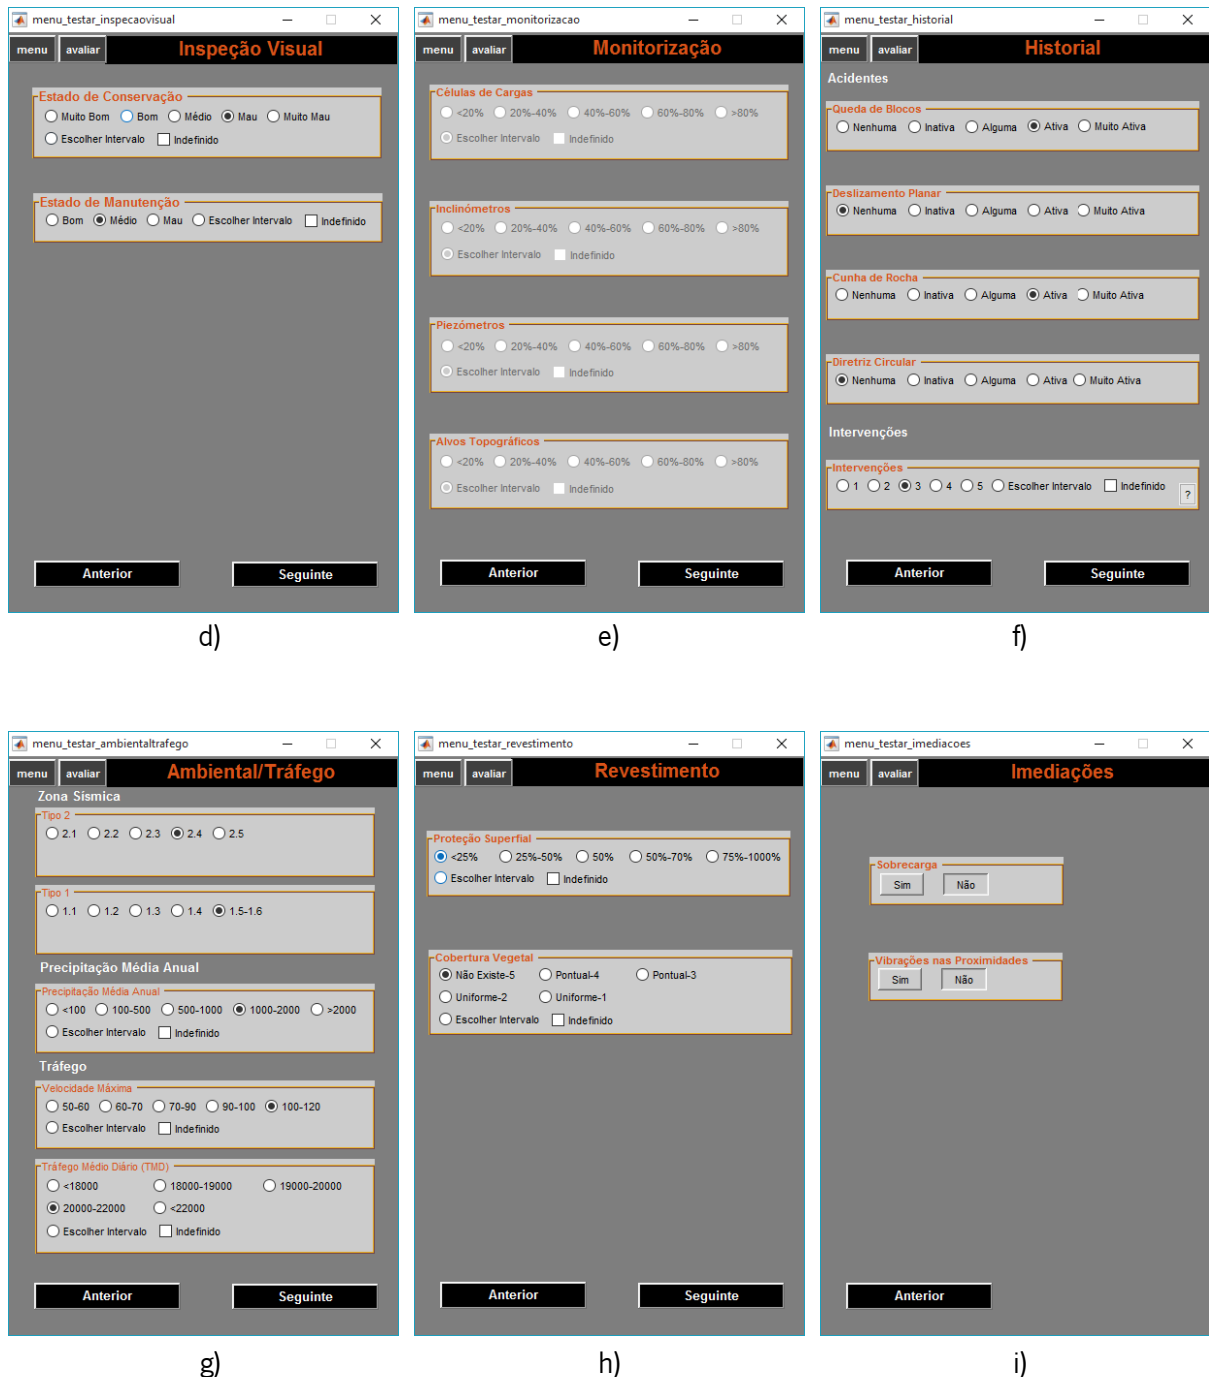 menu_testar_inspecaovisual
menu avaliar Inspeção Visual
Estado de Conservação
Muito Bom Bom Médio Mau Muito Mau
Escolher Intervalo Indefinido
Estado de Manutenção
Bom Médio Mau Escolher Intervalo Indefinido
Anterior Seguinte
d)
menu_testar_monitorizacao
menu avaliar Monitorização
Células de Cargas
<20% 20%-40% 40%-60% 60%-80% >80%
Escolher Intervalo Indefinido
Inclinómetros
<20% 20%-40% 40%-60% 60%-80% >80%
Escolher Intervalo Indefinido
Piezómetros
<20% 20%-40% 40%-60% 60%-80% >80%
Escolher Intervalo Indefinido
Alvos Topográficos
<20% 20%-40% 40%-60% 60%-80% >80%
Escolher Intervalo Indefinido
Anterior Seguinte
e)
menu_testar_historial
menu avaliar Historial
Acidentes
Queda de Blocos
Nenhuma Inativa Alguma Ativa Muito Ativa
Deslizamento Planar
Nenhuma Inativa Alguma Ativa Muito Ativa
Cunha de Rocha
Nenhuma Inativa Alguma Ativa Muito Ativa
Diretriz Circular
Nenhuma Inativa Alguma Ativa Muito Ativa
Intervenções
Intervenções
1 2 3 4 5 Escolher Intervalo Indefinido ?
Anterior Seguinte
f)
menu_testar_ambientaltrafego
menu avaliar Ambiental/Tráfego
Zona Sísmica
Tipo 2
2.1 2.2 2.3 2.4 2.5
Tipo 1
1.1 1.2 1.3 1.4 1.5-1.6
Precipitação Média Anual
Precipitação Média Anual
<100 100-500 500-1000 1000-2000 >2000
Escolher Intervalo Indefinido
Tráfego
Velocidade Máxima
50-60 60-70 70-90 90-100 100-120
Escolher Intervalo Indefinido
Tráfego Médio Diário (TMD)
<18000 18000-19000 19000-20000
20000-22000 <22000
Escolher Intervalo Indefinido
Anterior Seguinte
g)
menu_testar_revestimento
menu avaliar Revestimento
Proteção Superfial
<25% 25%-50% 50% 50%-70% 75%-1000%
Escolher Intervalo Indefinido
Cobertura Vegetal
Não Existe-5 Pontual-4 Pontual-3
Uniforme-2 Uniforme-1
Escolher Intervalo Indefinido
Anterior Seguinte
h)
menu_testar_imediacoes
menu avaliar Imediações
Sobrecarga
Sim Não
Vibrações nas Proximidades
Sim Não
Anterior
i)